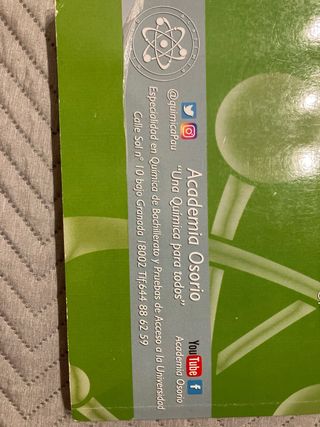 Academia Osorio
"Una Química para todos"
@quimicaPau
YouTube
Academia Osorio
Especialidad en Química de Bachillerato y Pruebas de Acceso a la Universidad
Calle Sol nº 10 bajo Granada 18002. Tlf:644 88 62 59